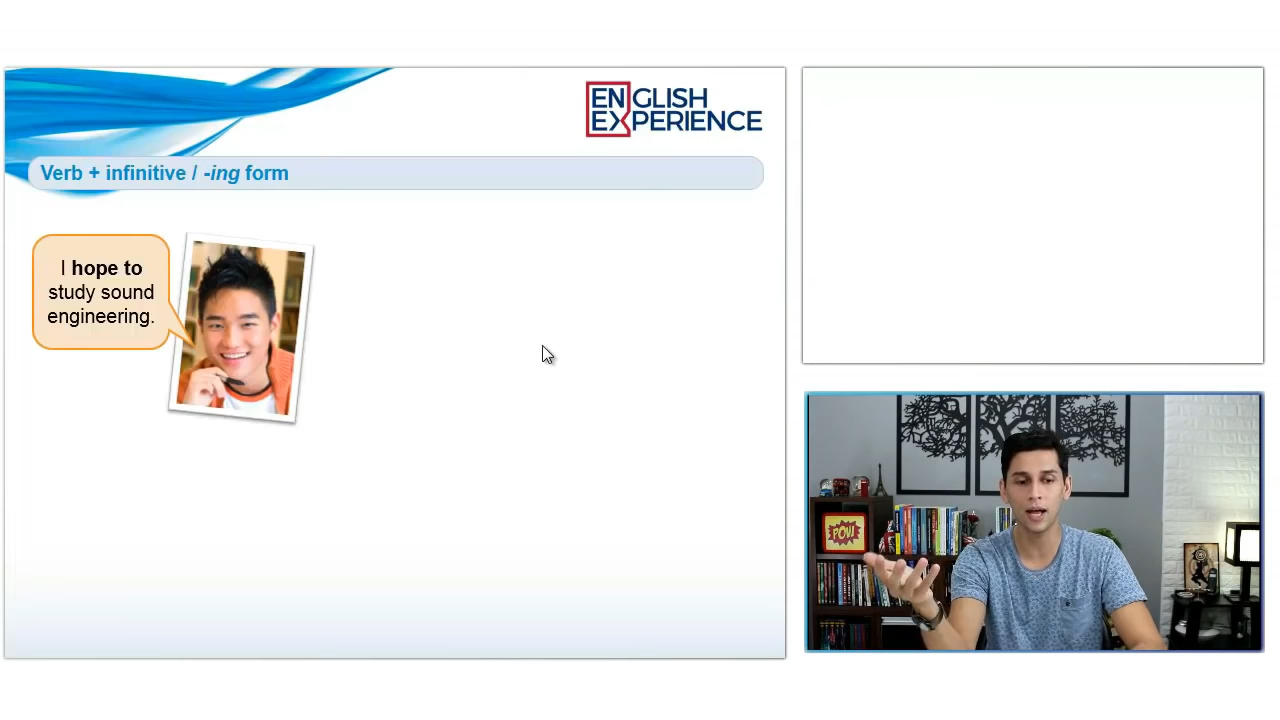 ENGLISH
EXPERIENCE
Verb + infinitive / -ing form
I hope to
study sound
engineering.
POW!